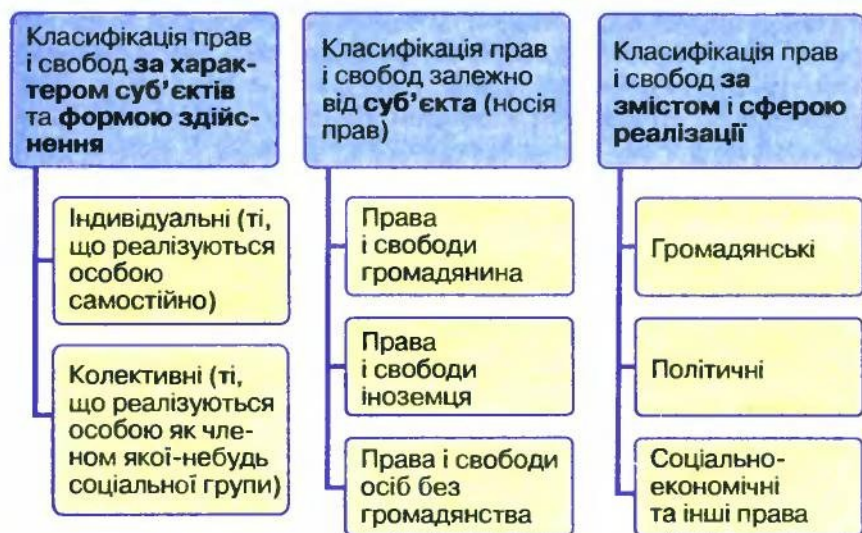 Класифікація прав
і свобод за харак-
тером суб'єктів
та формою здійс-
нення
Індивідуальні (ті,
що реалізуються
особою
самостійно)
Колективні (ті,
що реалізуються
особою як чле-
ном якої-небудь
соціальної групи)
Класифікація прав
і свобод залежно
від суб'єкта (носія
прав)
Права
і свободи
громадянина
Права
і свободи
іноземця
Права і свободи
осіб без
громадянства
Класифікація прав
і свобод за
змістом і сферою
реалізації
Громадянські
Політичні
Соціально-
економічні
та інші права